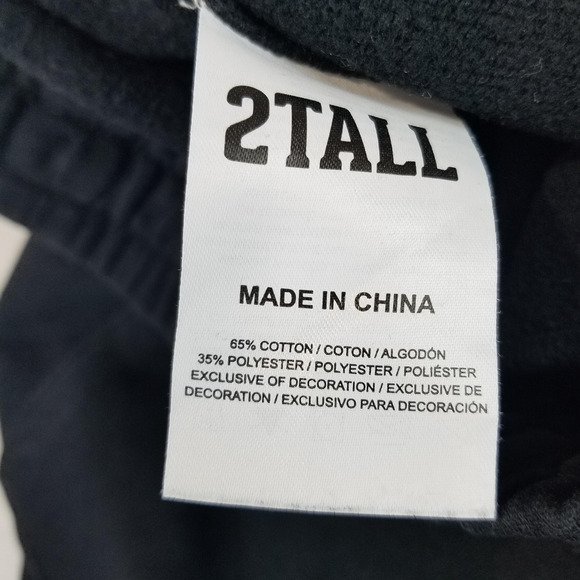 2TALL
MADE IN CHINA
65% COTTON / COTON / ALGODÓN
35% POLYESTER / POLYESTER / POLIÉSTER
EXCLUSIVE OF DECORATION / EXCLUSIVE DE
DECORATION / EXCLUSIVO PARA DECORACIÓN